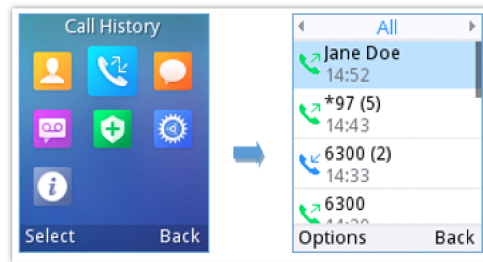 Call History
Select Back
All
Jane Doe
14:52
*97 (5)
14:43
6300 (2)
14:33
6300
Options Back